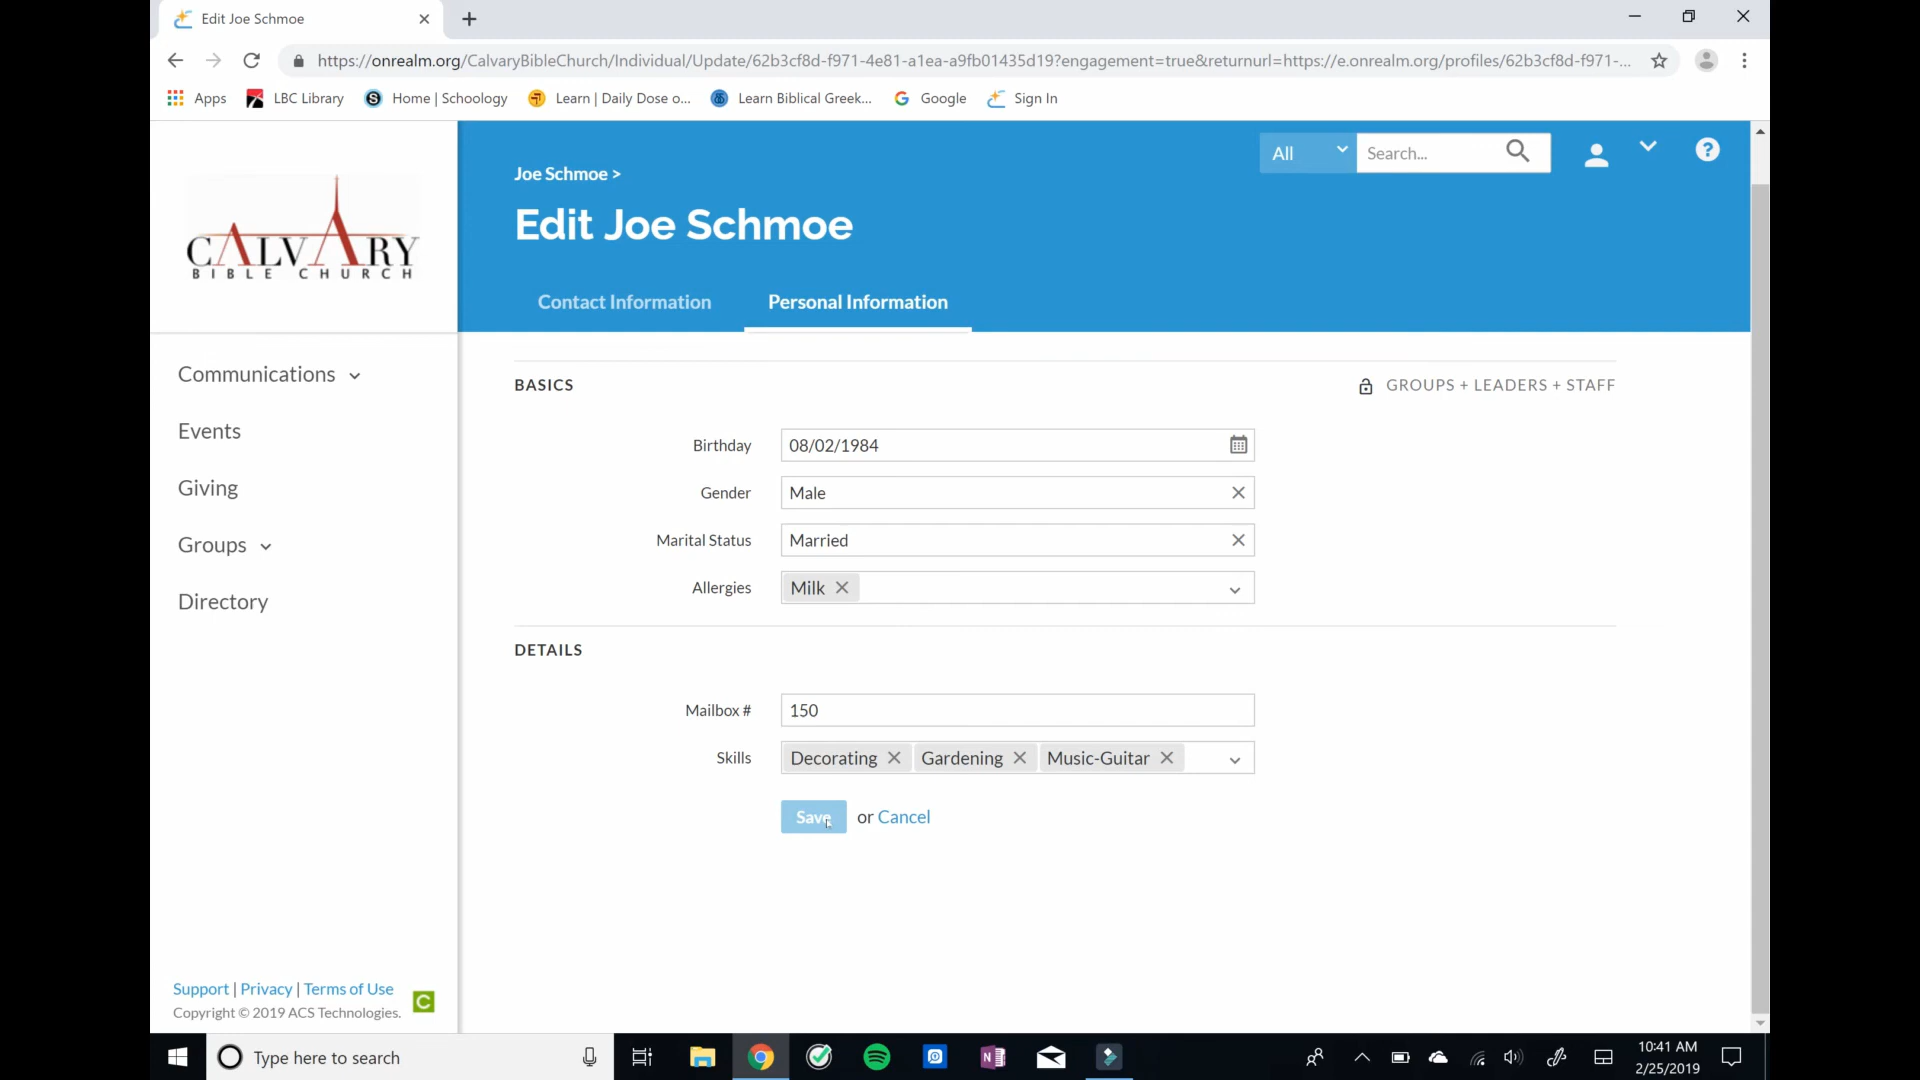 Edit Joe Schmoe
https://onrealm.org/CalvaryBibleChurch/Individual/Update/62b3cf8d-f971-4e81-a1ea-a9fb01435d19?engagement=true&returnurl=https://e.onrealm.org/profiles/62b3cf8d-f971-...
Apps LBC Library Home | Schoology Learn | Daily Dose o... Learn Biblical Greek... Google Sign In
CALVARY
BIBLE CHURCH
All Search...
Joe Schmoe >
Edit Joe Schmoe
Contact Information Personal Information
Communications
Events
Giving
Groups
Directory
BASICS GROUPS + LEADERS + STAFF
Birthday 08/02/1984
Gender Male
Marital Status Married
Allergies Milk
DETAILS
Mailbox # 150
Skills Decorating Gardening Music-Guitar
Save or Cancel
Support | Privacy | Terms of Use
Copyright © 2019 ACS Technologies.
Type here to search
10:41 AM
2/25/2019